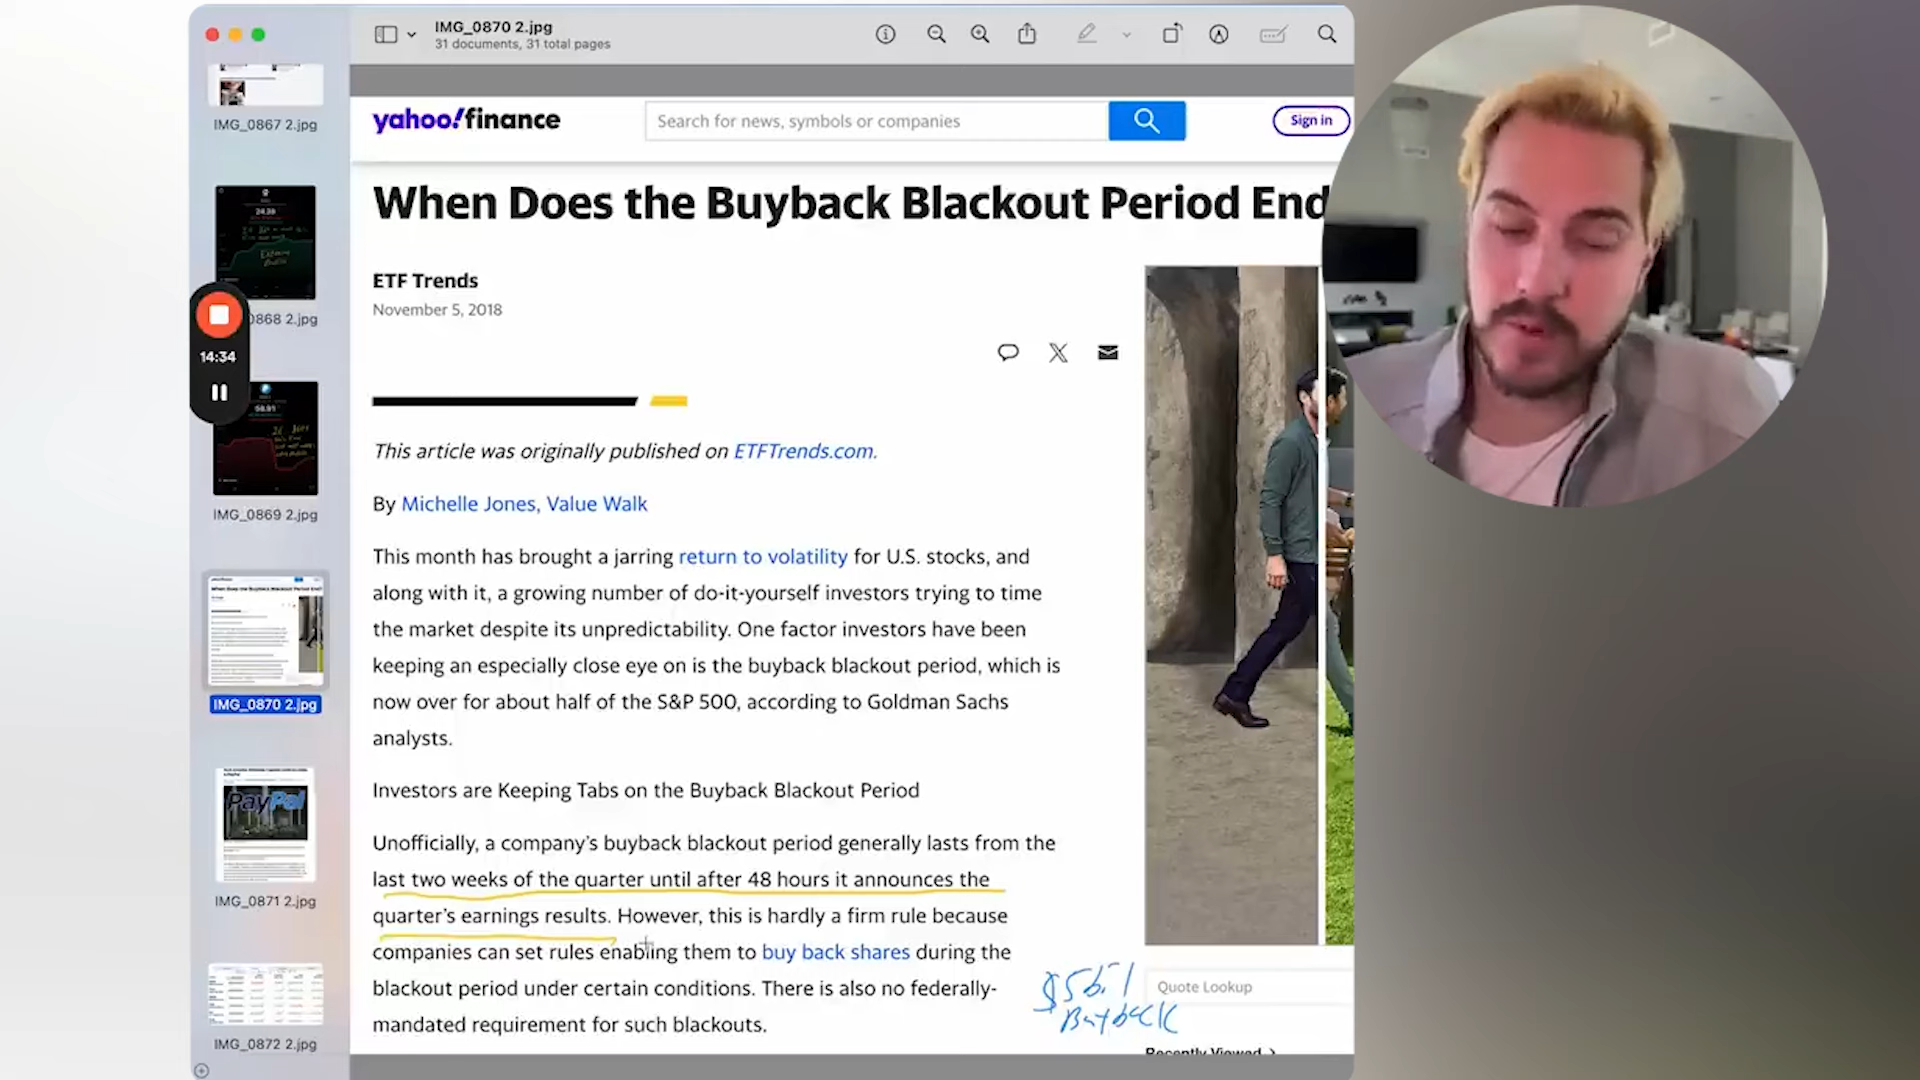 IMG_0870 2.jpg
31 documents, 31 total pages
IMG_0867 2.jpg
0868 2.jpg
14:34
IMG_0869 2.jpg
IMG_0870 2.jpg
PayPal
IMG_0871 2.jpg
IMG_0872 2.jpg
yahoo!finance
Search for news, symbols or companies
Sign in
When Does the Buyback Blackout Period End
ETF Trends
November 5, 2018
This article was originally published on ETFTrends.com.
By Michelle Jones, Value Walk
This month has brought a jarring return to volatility for U.S. stocks, and
along with it, a growing number of do-it-yourself investors trying to time
the market despite its unpredictability. One factor investors have been
keeping an especially close eye on is the buyback blackout period, which is
now over for about half of the S&P 500, according to Goldman Sachs
analysts.
Investors are Keeping Tabs on the Buyback Blackout Period
Unofficially, a company's buyback blackout period generally lasts from the
last two weeks of the quarter until after 48 hours it announces the
quarter's earnings results. However, this is hardly a firm rule because
companies can set rules enabling them to buy back shares during the
blackout period under certain conditions. There is also no federally-
mandated requirement for such blackouts.
$5bil
Buyback
Quote Lookup
Recently Viewed >